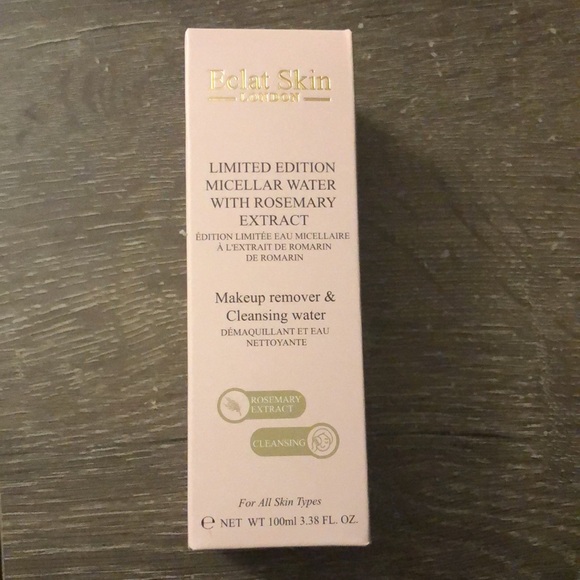 Eclat Skin
LONDON
LIMITED EDITION
MICELLAR WATER
WITH ROSEMARY
EXTRACT
ÉDITION LIMITÉE EAU MICELLAIRE
À L'EXTRAIT DE ROMARIN
DE ROMARIN
Makeup remover &
Cleansing water
DÉMAQUILLANT ET EAU
NETTOYANTE
ROSEMARY
EXTRACT
CLEANSING
For All Skin Types
℮ NET WT 100ml 3.38 FL. OZ.